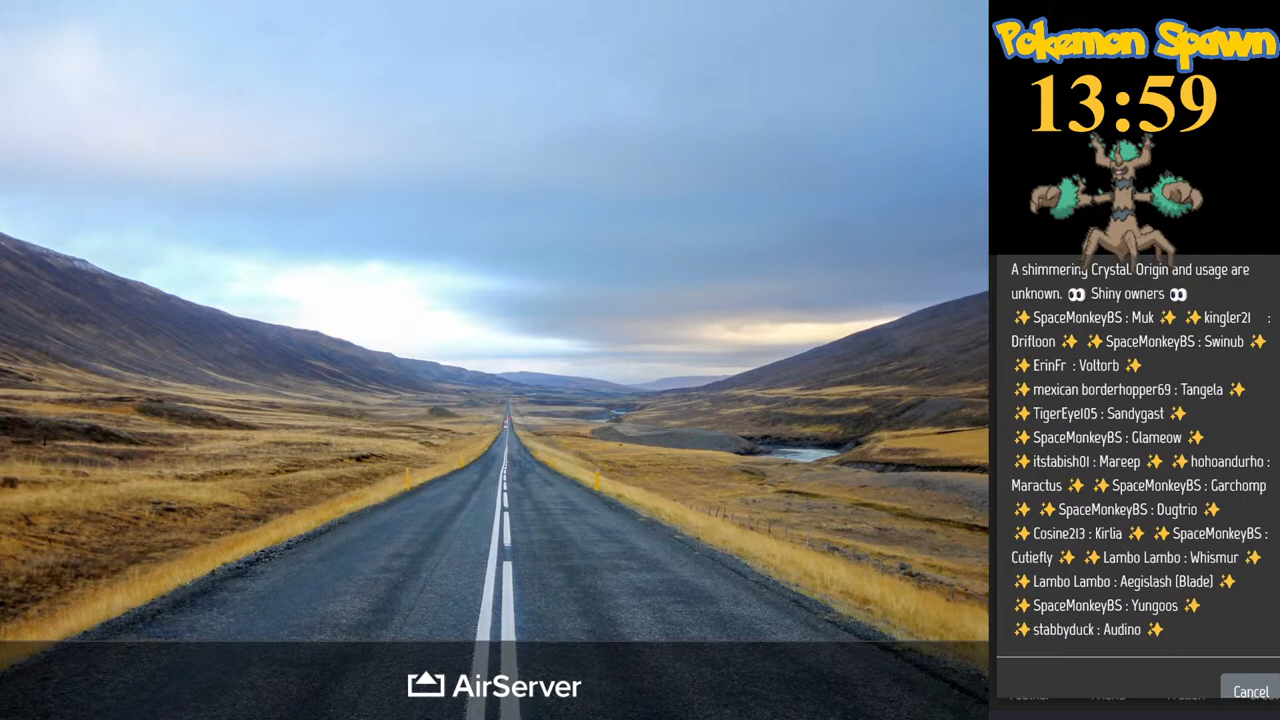 Pokemon Spawn
13:59
A shimmering Crystal. Origin and usage are
unknown. 👀 Shiny owners 👀
✨SpaceMonkeyBS : Muk ✨ ✨kingler21 :
Drifloon ✨ ✨SpaceMonkeyBS : Swinub ✨
✨ErinFr : Voltorb ✨
✨mexican borderhopper69 : Tangela ✨
✨TigerEye105 : Sandygast ✨
✨SpaceMonkeyBS : Glameow ✨
✨itstabish01 : Mareep ✨ ✨hohoandurho :
Maractus ✨ ✨SpaceMonkeyBS : Garchomp
✨ ✨SpaceMonkeyBS : Dugtrio ✨
✨Cosine213 : Kirlia ✨ ✨SpaceMonkeyBS :
Cutiefly ✨ ✨Lambo Lambo : Whismur ✨
✨Lambo Lambo : Aegislash (Blade) ✨
✨SpaceMonkeyBS : Yungoos ✨
✨stabbyduck : Audino ✨
Cancel
AirServer